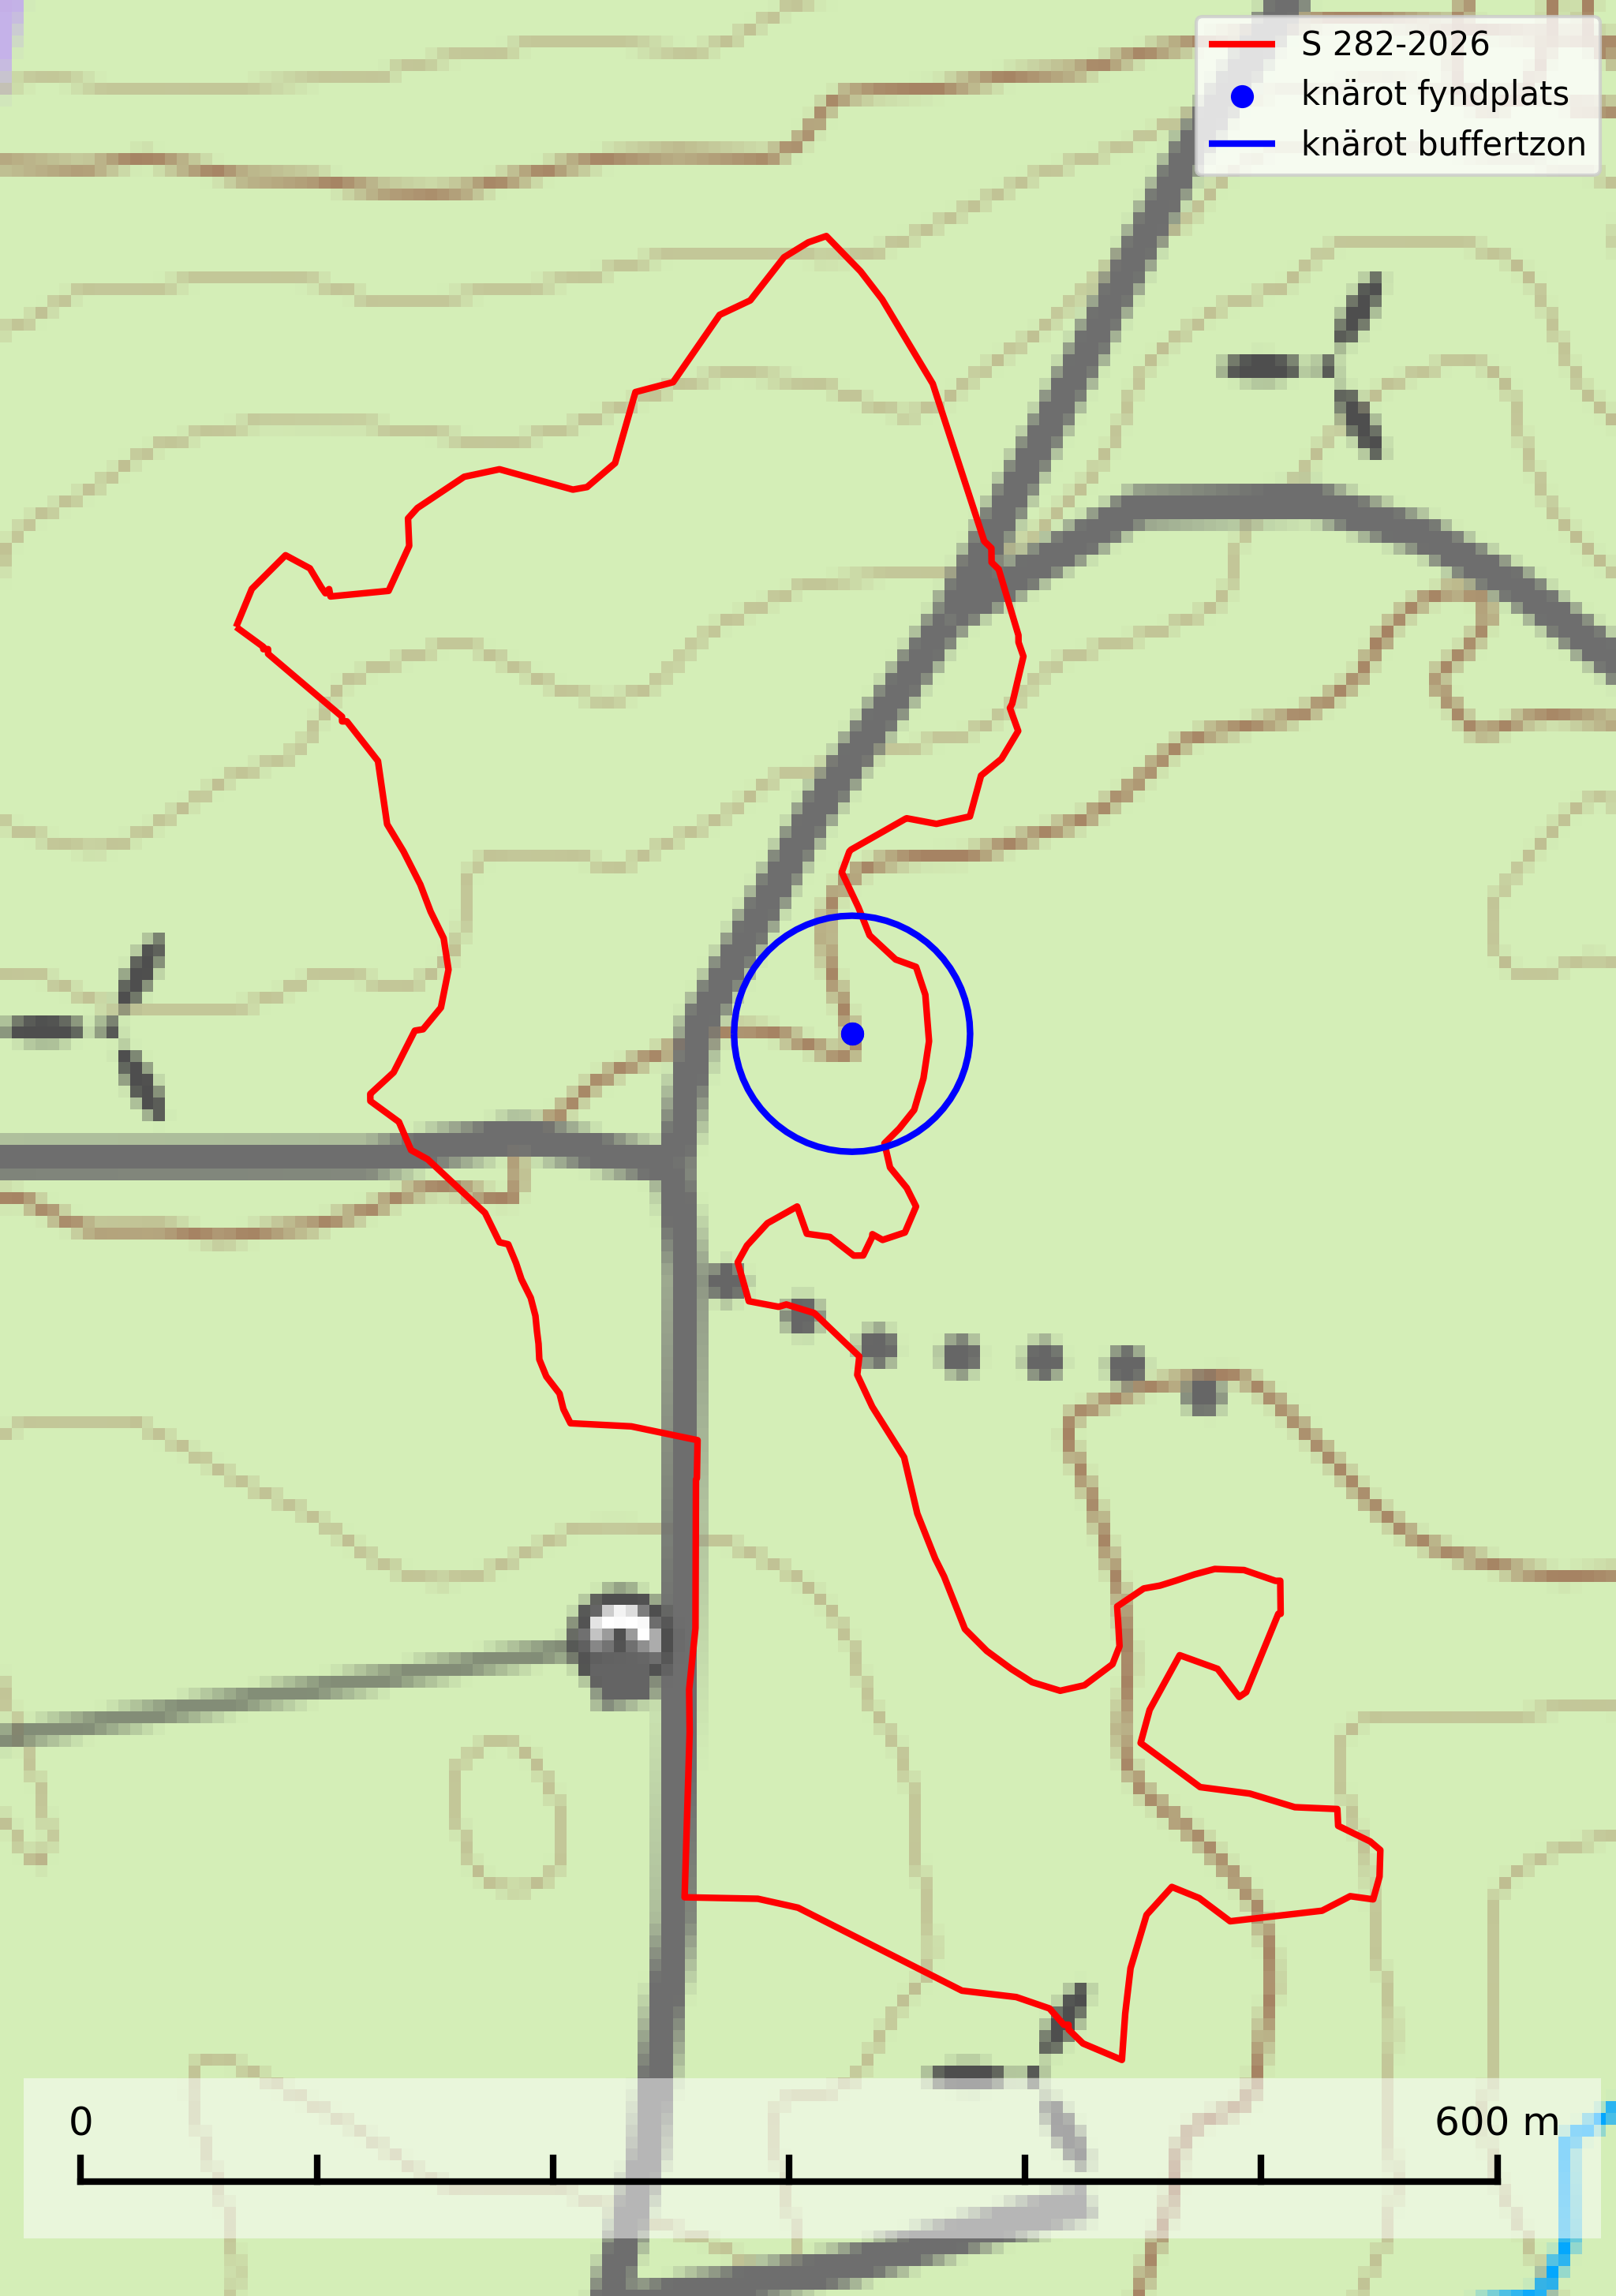 S 282-2026
knärot fyndplats
knärot buffertzon
0
600 m